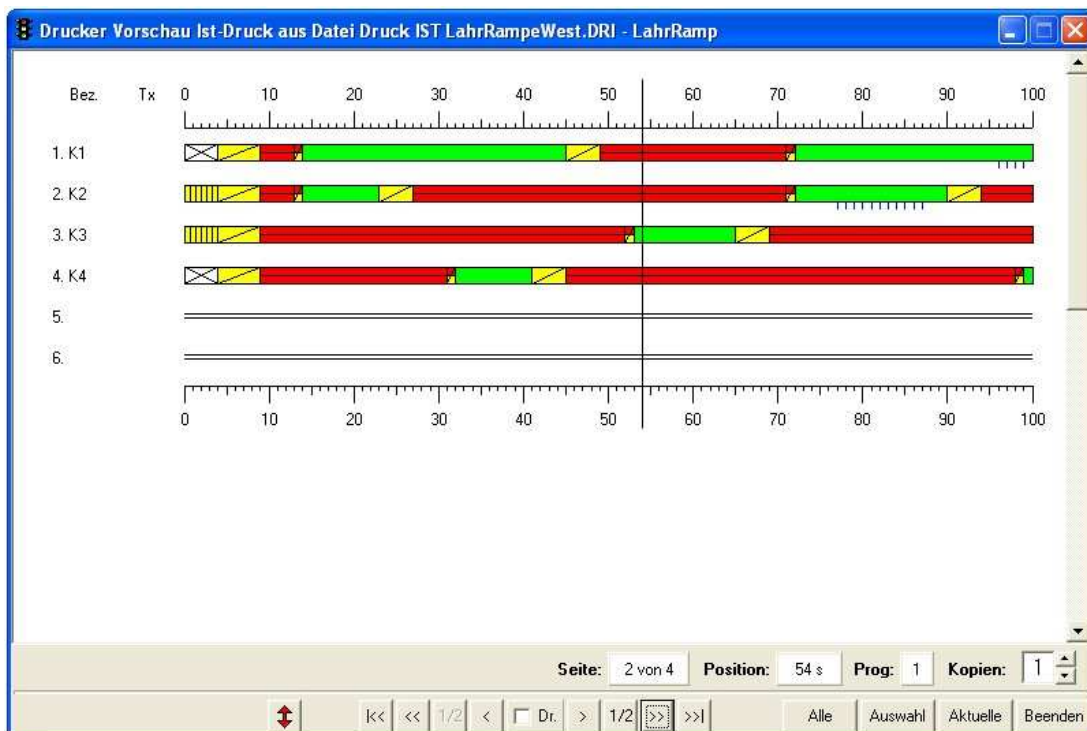 Drucker Vorschau Ist-Druck aus Datei Druck IST LahrRampeWest.DRI - LahrRamp
Bez. Tx 0 10 20 30 40 50 60 70 80 90 100
1. K1
2. K2
3. K3
4. K4
5.
6.
0 10 20 30 40 50 60 70 80 90 100
Seite: 2 von 4 Position: 54 s Prog: 1 Kopien: 1
|<< << 1/2 < Dr. > 1/2 >> >>| Alle Auswahl Aktuelle Beenden